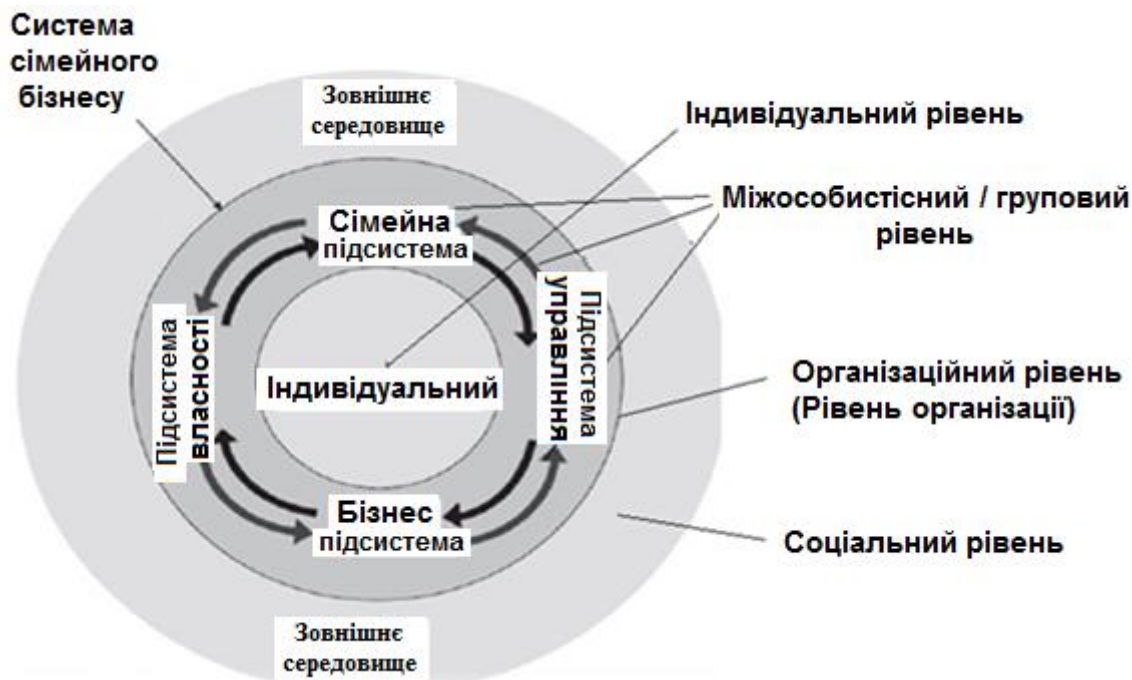 Система
сімейного
бізнесу
Зовнішнє
середовище
Індивідуальний рівень
Міжособистісний / груповий
рівень
Сімейна
підсистема
Підсистема
власності
Індивідуальний
Підсистема
управління
Організаційний рівень
(Рівень організації)
Бізнес
підсистема
Соціальний рівень
Зовнішнє
середовище